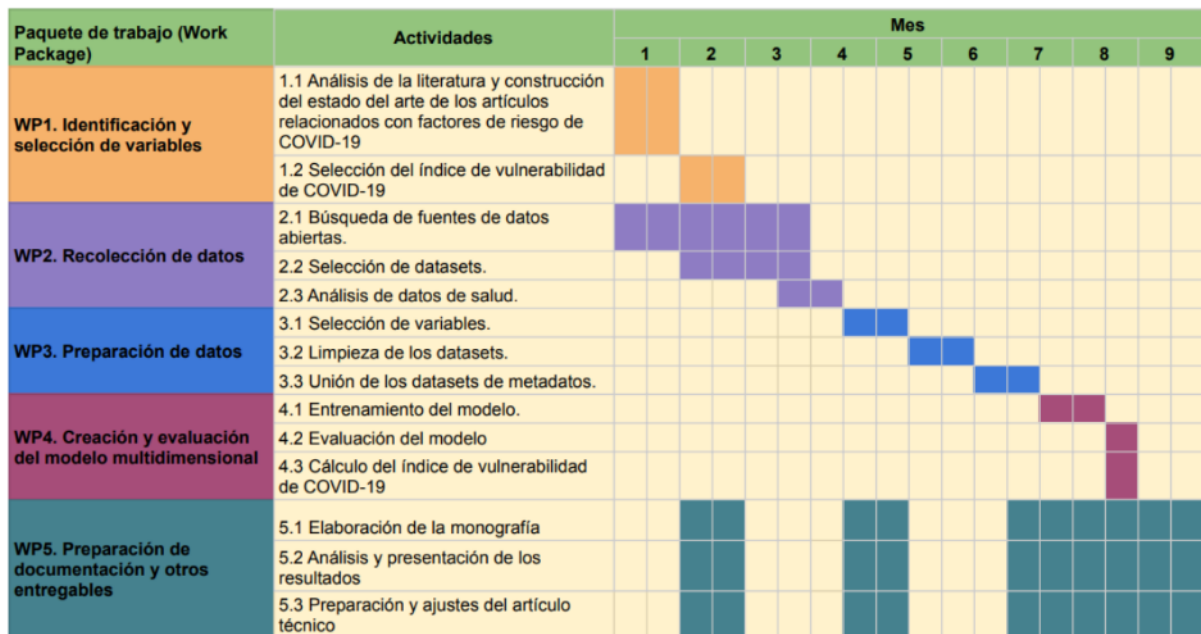 Paquete de trabajo (Work
Package)
Actividades
Mes
1 2 3 4 5 6 7 8 9
WP1. Identificación y
selección de variables
1.1 Análisis de la literatura y construcción
del estado del arte de los artículos
relacionados con factores de riesgo de
COVID-19
1.2 Selección del índice de vulnerabilidad
de COVID-19
WP2. Recolección de datos
2.1 Búsqueda de fuentes de datos
abiertas.
2.2 Selección de datasets.
2.3 Análisis de datos de salud.
WP3. Preparación de datos
3.1 Selección de variables.
3.2 Limpieza de los datasets.
3.3 Unión de los datasets de metadatos.
WP4. Creación y evaluación
del modelo multidimensional
4.1 Entrenamiento del modelo.
4.2 Evaluación del modelo
4.3 Cálculo del índice de vulnerabilidad
de COVID-19
WP5. Preparación de
documentación y otros
entregables
5.1 Elaboración de la monografía
5.2 Análisis y presentación de los
resultados
5.3 Preparación y ajustes del artículo
técnico